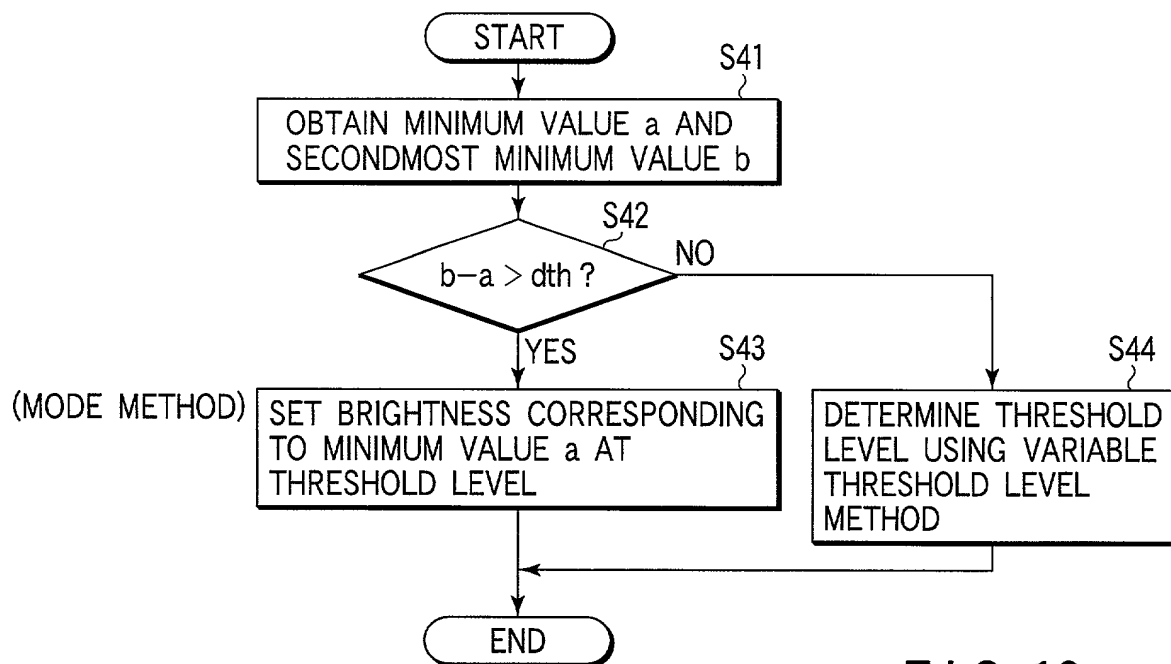 START
S41
OBTAIN MINIMUM VALUE a AND
SECONDMOST MINIMUM VALUE b
S42
b-a > dth ?
NO
YES
S43
(MODE METHOD)
SET BRIGHTNESS CORRESPONDING
TO MINIMUM VALUE a AT
THRESHOLD LEVEL
S44
DETERMINE THRESHOLD
LEVEL USING VARIABLE
THRESHOLD LEVEL
METHOD
END